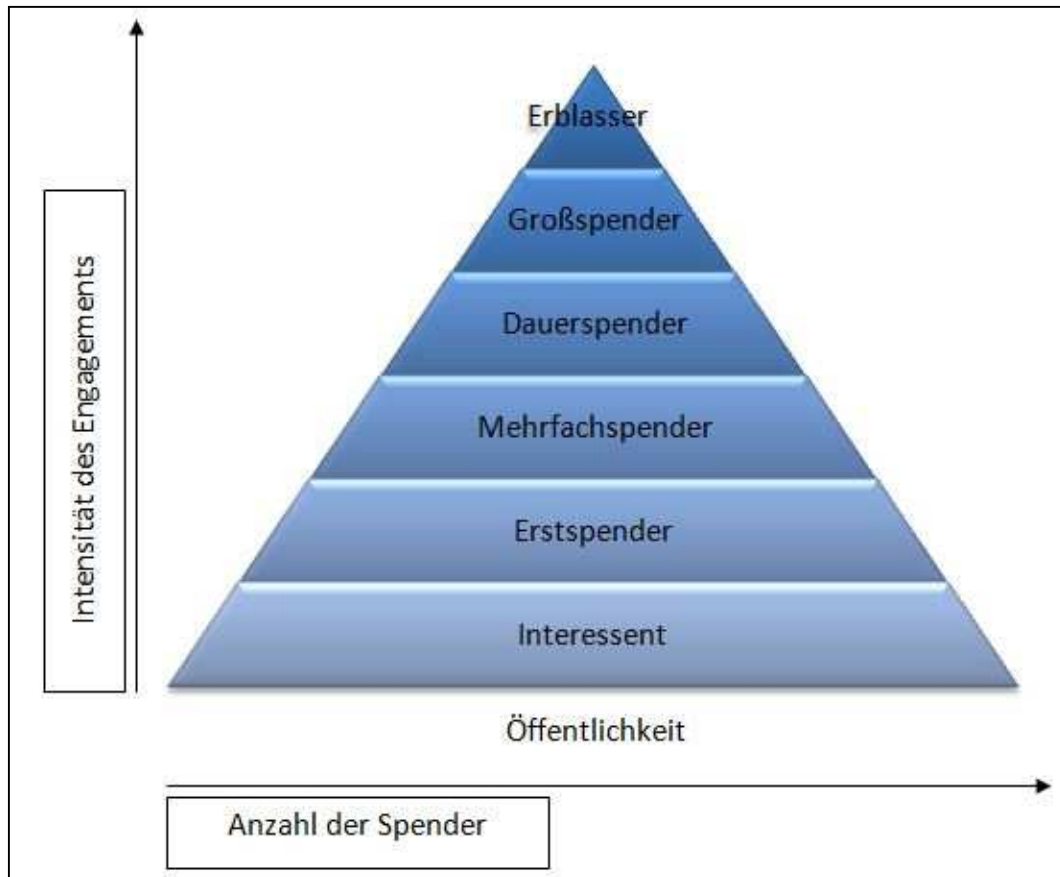 Erblasser
Großspender
Dauerspender
Mehrfachspender
Erstspender
Interessent
Öffentlichkeit
Intensität des Engagements
Anzahl der Spender